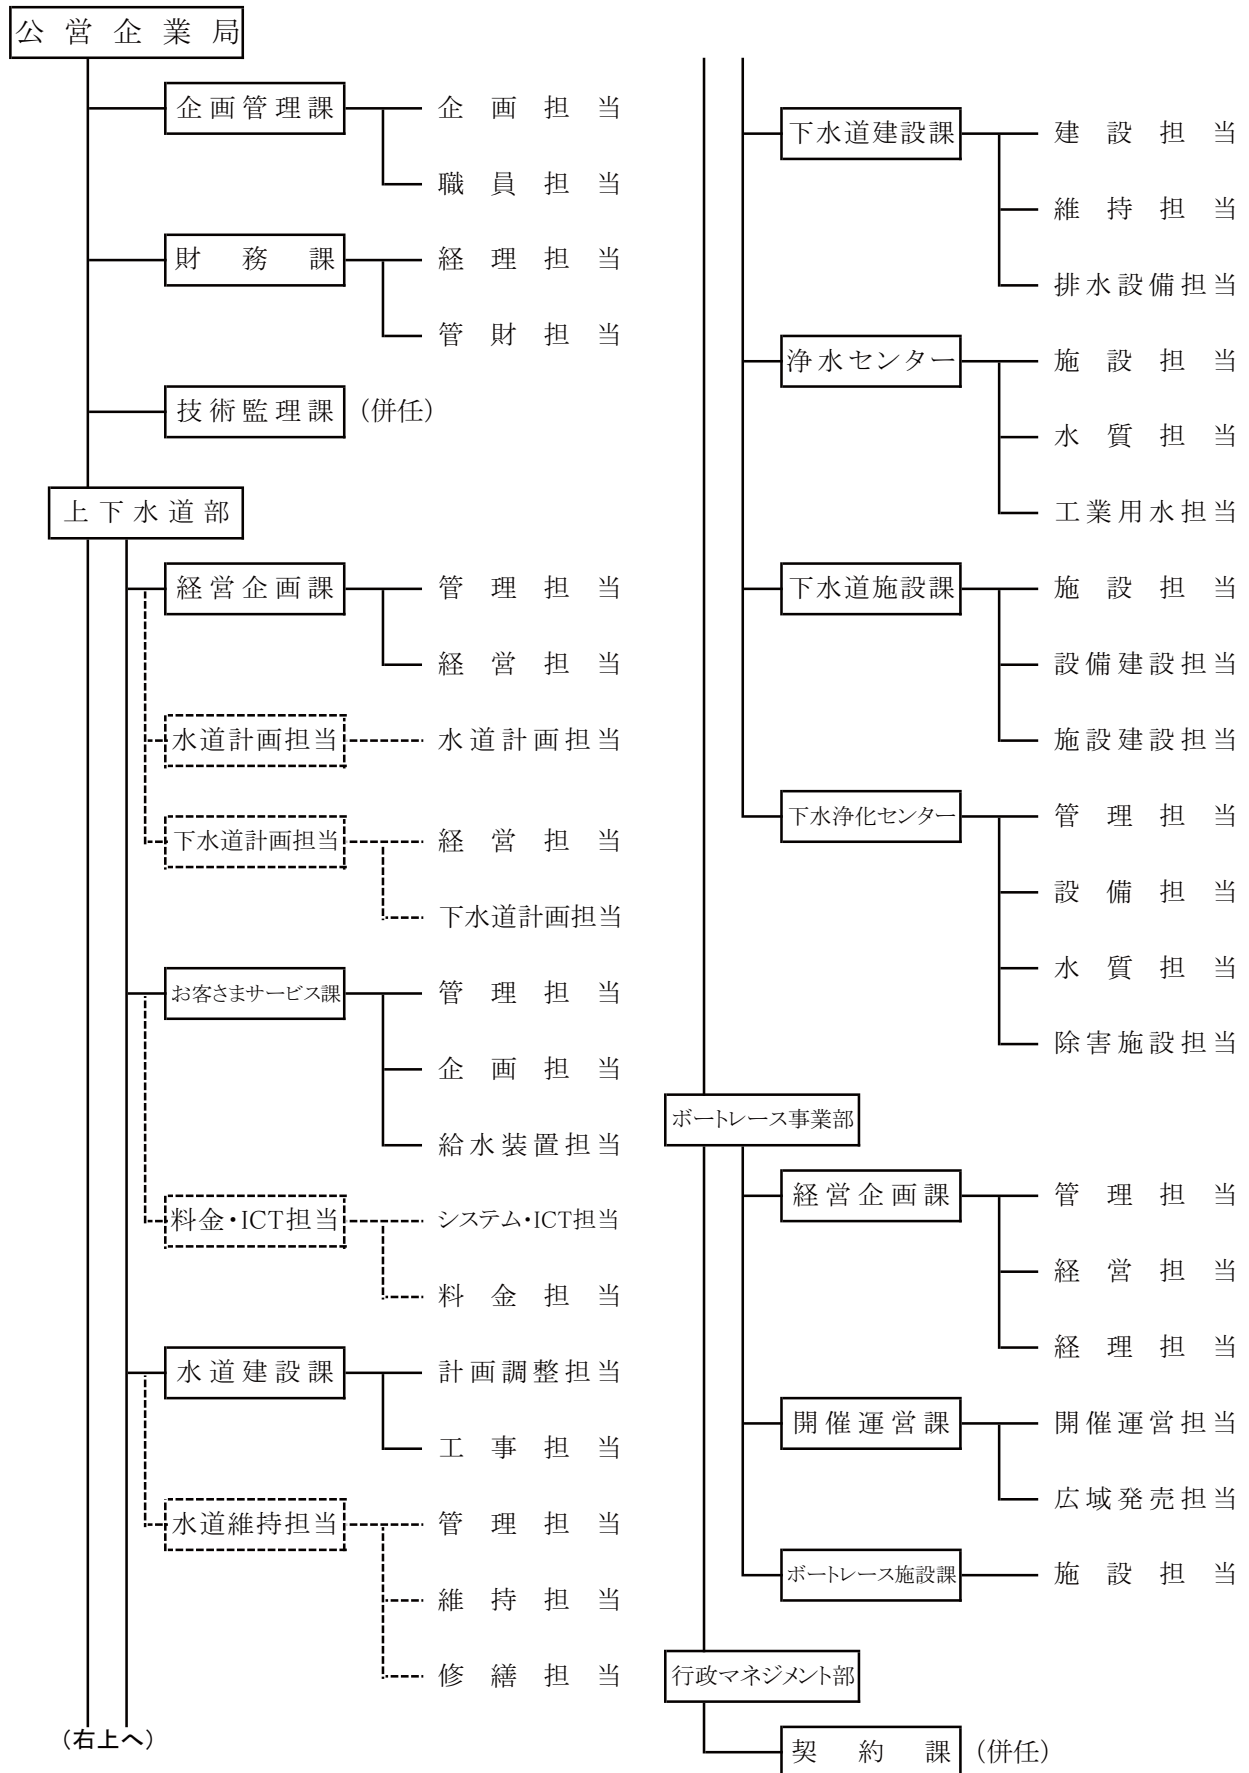 公営企業局
企画管理課
企画担当
職員担当
財務課
経理担当
管財担当
技術監理課 (併任)
上下水道部
経営企画課
管理担当
経営担当
水道計画担当
水道計画担当
下水道計画担当
経営担当
下水道計画担当
お客さまサービス課
管理担当
企画担当
給水装置担当
料金・ICT担当
システム・ICT担当
料金担当
水道建設課
計画調整担当
工事担当
水道維持担当
管理担当
維持担当
修繕担当
(右上へ)
下水道建設課
建設担当
維持担当
排水設備担当
浄水センター
施設担当
水質担当
工業用水担当
下水道施設課
施設担当
設備建設担当
施設建設担当
下水浄化センター
管理担当
設備担当
水質担当
除害施設担当
ボートレース事業部
経営企画課
管理担当
経営担当
経理担当
開催運営課
開催運営担当
広域発売担当
ボートレース施設課
施設担当
行政マネジメント部
契約課 (併任)